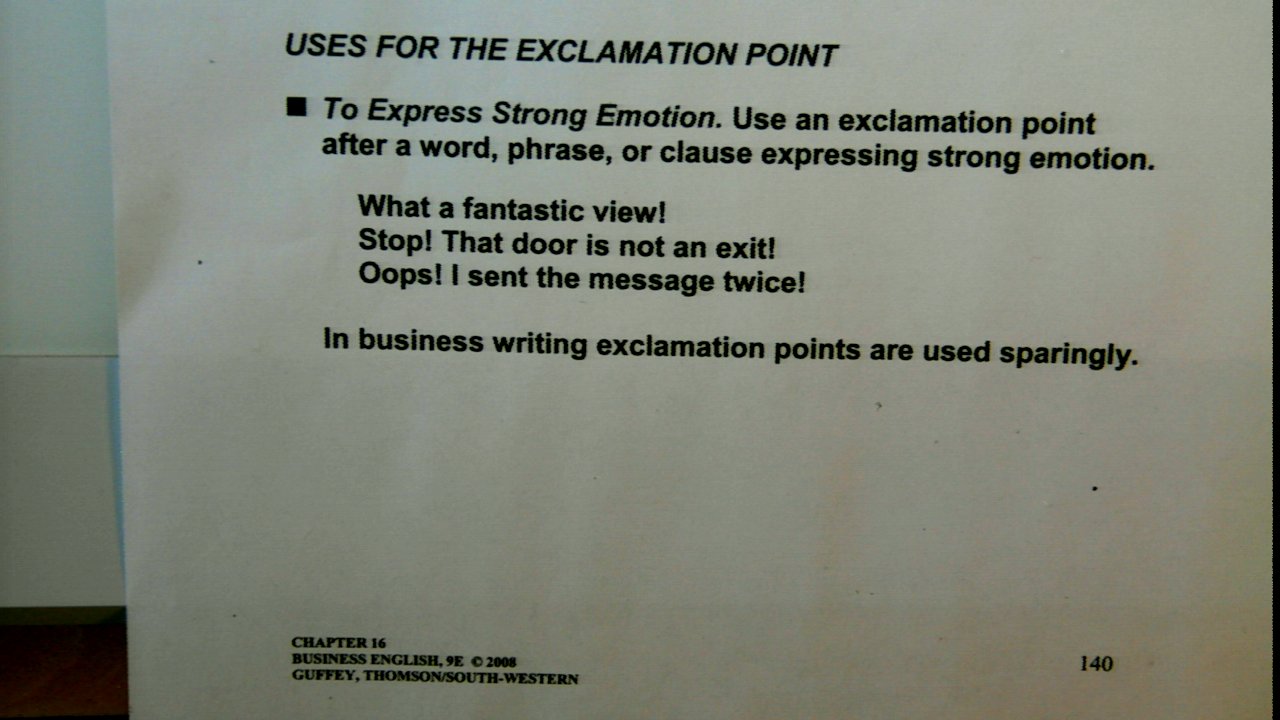 USES FOR THE EXCLAMATION POINT
■ To Express Strong Emotion. Use an exclamation point
after a word, phrase, or clause expressing strong emotion.
What a fantastic view!
Stop! That door is not an exit!
Oops! I sent the message twice!
In business writing exclamation points are used sparingly.
CHAPTER 16
BUSINESS ENGLISH, 9E © 2008
GUFFEY, THOMSON/SOUTH-WESTERN
140